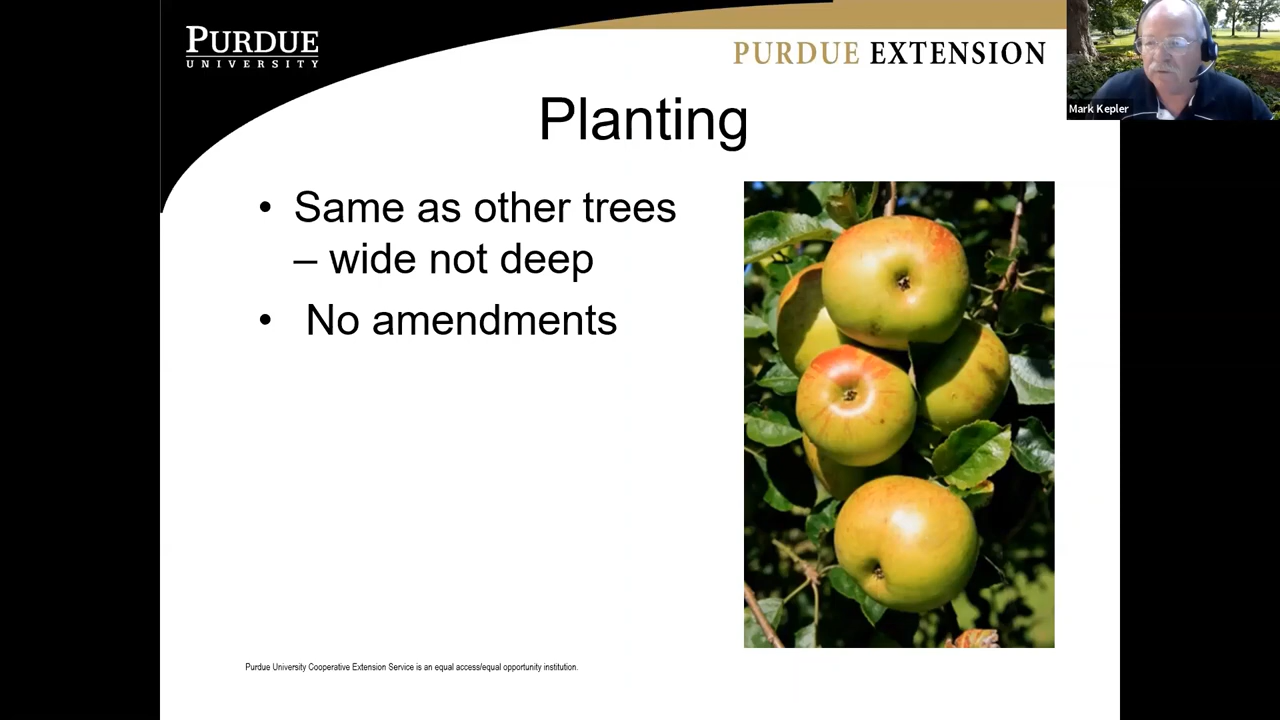 PURDUE
UNIVERSITY
PURDUE EXTENSION
Mark Kepler
Planting
• Same as other trees
– wide not deep
• No amendments
Purdue University Cooperative Extension Service is an equal access/equal opportunity institution.